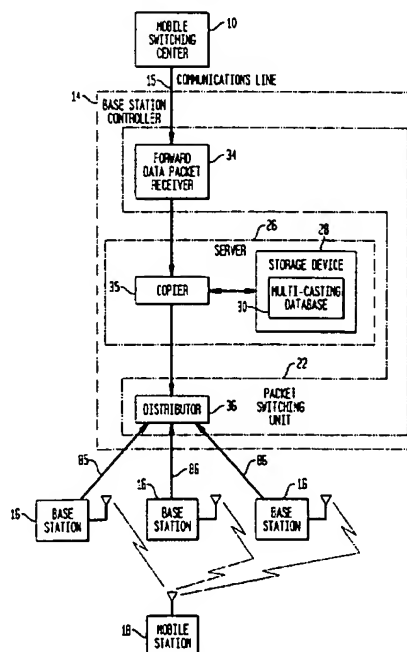 MOBILE
SWITCHING
CENTER
10
15
COMMUNICATIONS
LINE
14
BASE STATION
CONTROLLER
FORWARD
DATA PACKET
RECEIVER
34
26
SERVER
28
STORAGE DEVICE
35
COPIER
MULTI-CASTING
DATABASE
30
22
PACKET
SWITCHING
UNIT
DISTRIBUTOR
36
85
86
86
16
BASE
STATION
16
BASE
STATION
16
BASE
STATION
18
MOBILE
STATION